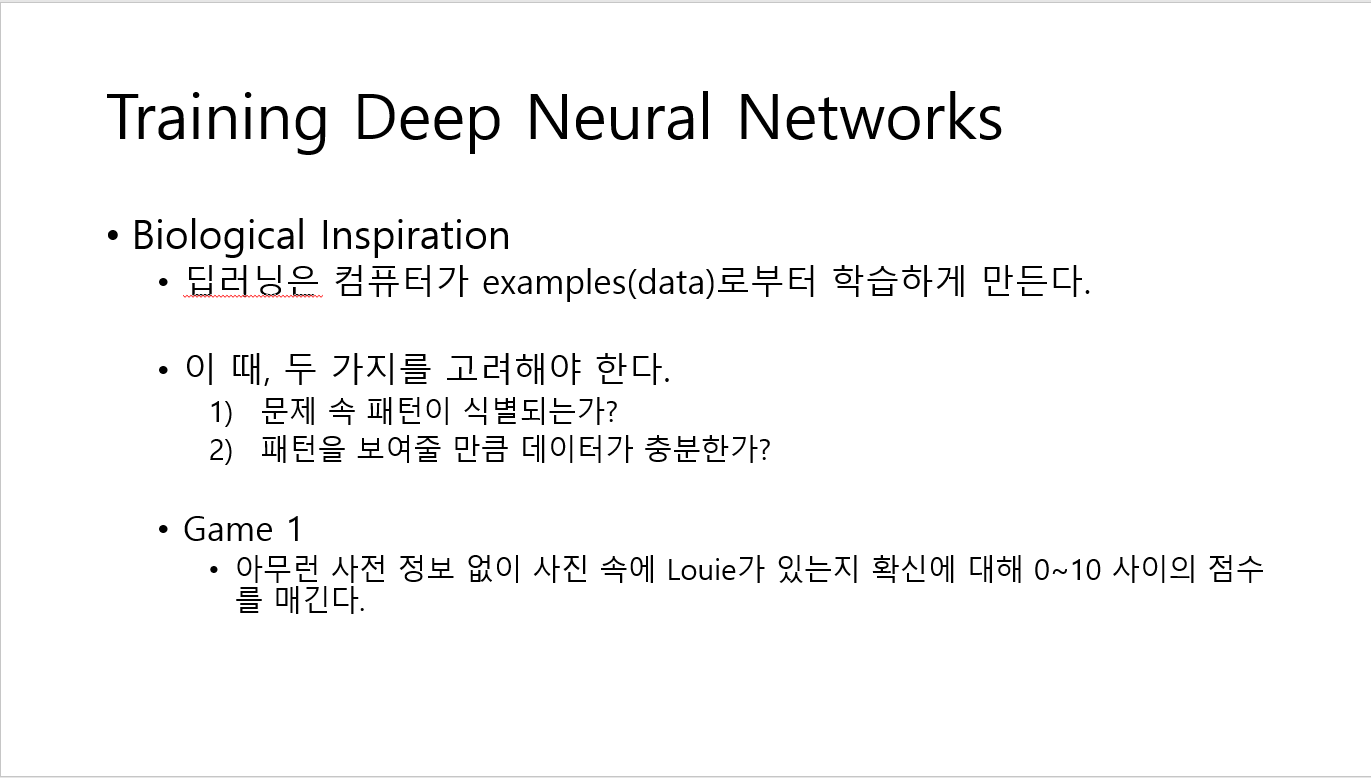 Training Deep Neural Networks
• Biological Inspiration
• 딥러닝은 컴퓨터가 examples(data)로부터 학습하게 만든다.
• 이 때, 두 가지를 고려해야 한다.
1) 문제 속 패턴이 식별되는가?
2) 패턴을 보여줄 만큼 데이터가 충분한가?
• Game 1
• 아무런 사전 정보 없이 사진 속에 Louie가 있는지 확신에 대해 0~10 사이의 점수
를 매긴다.